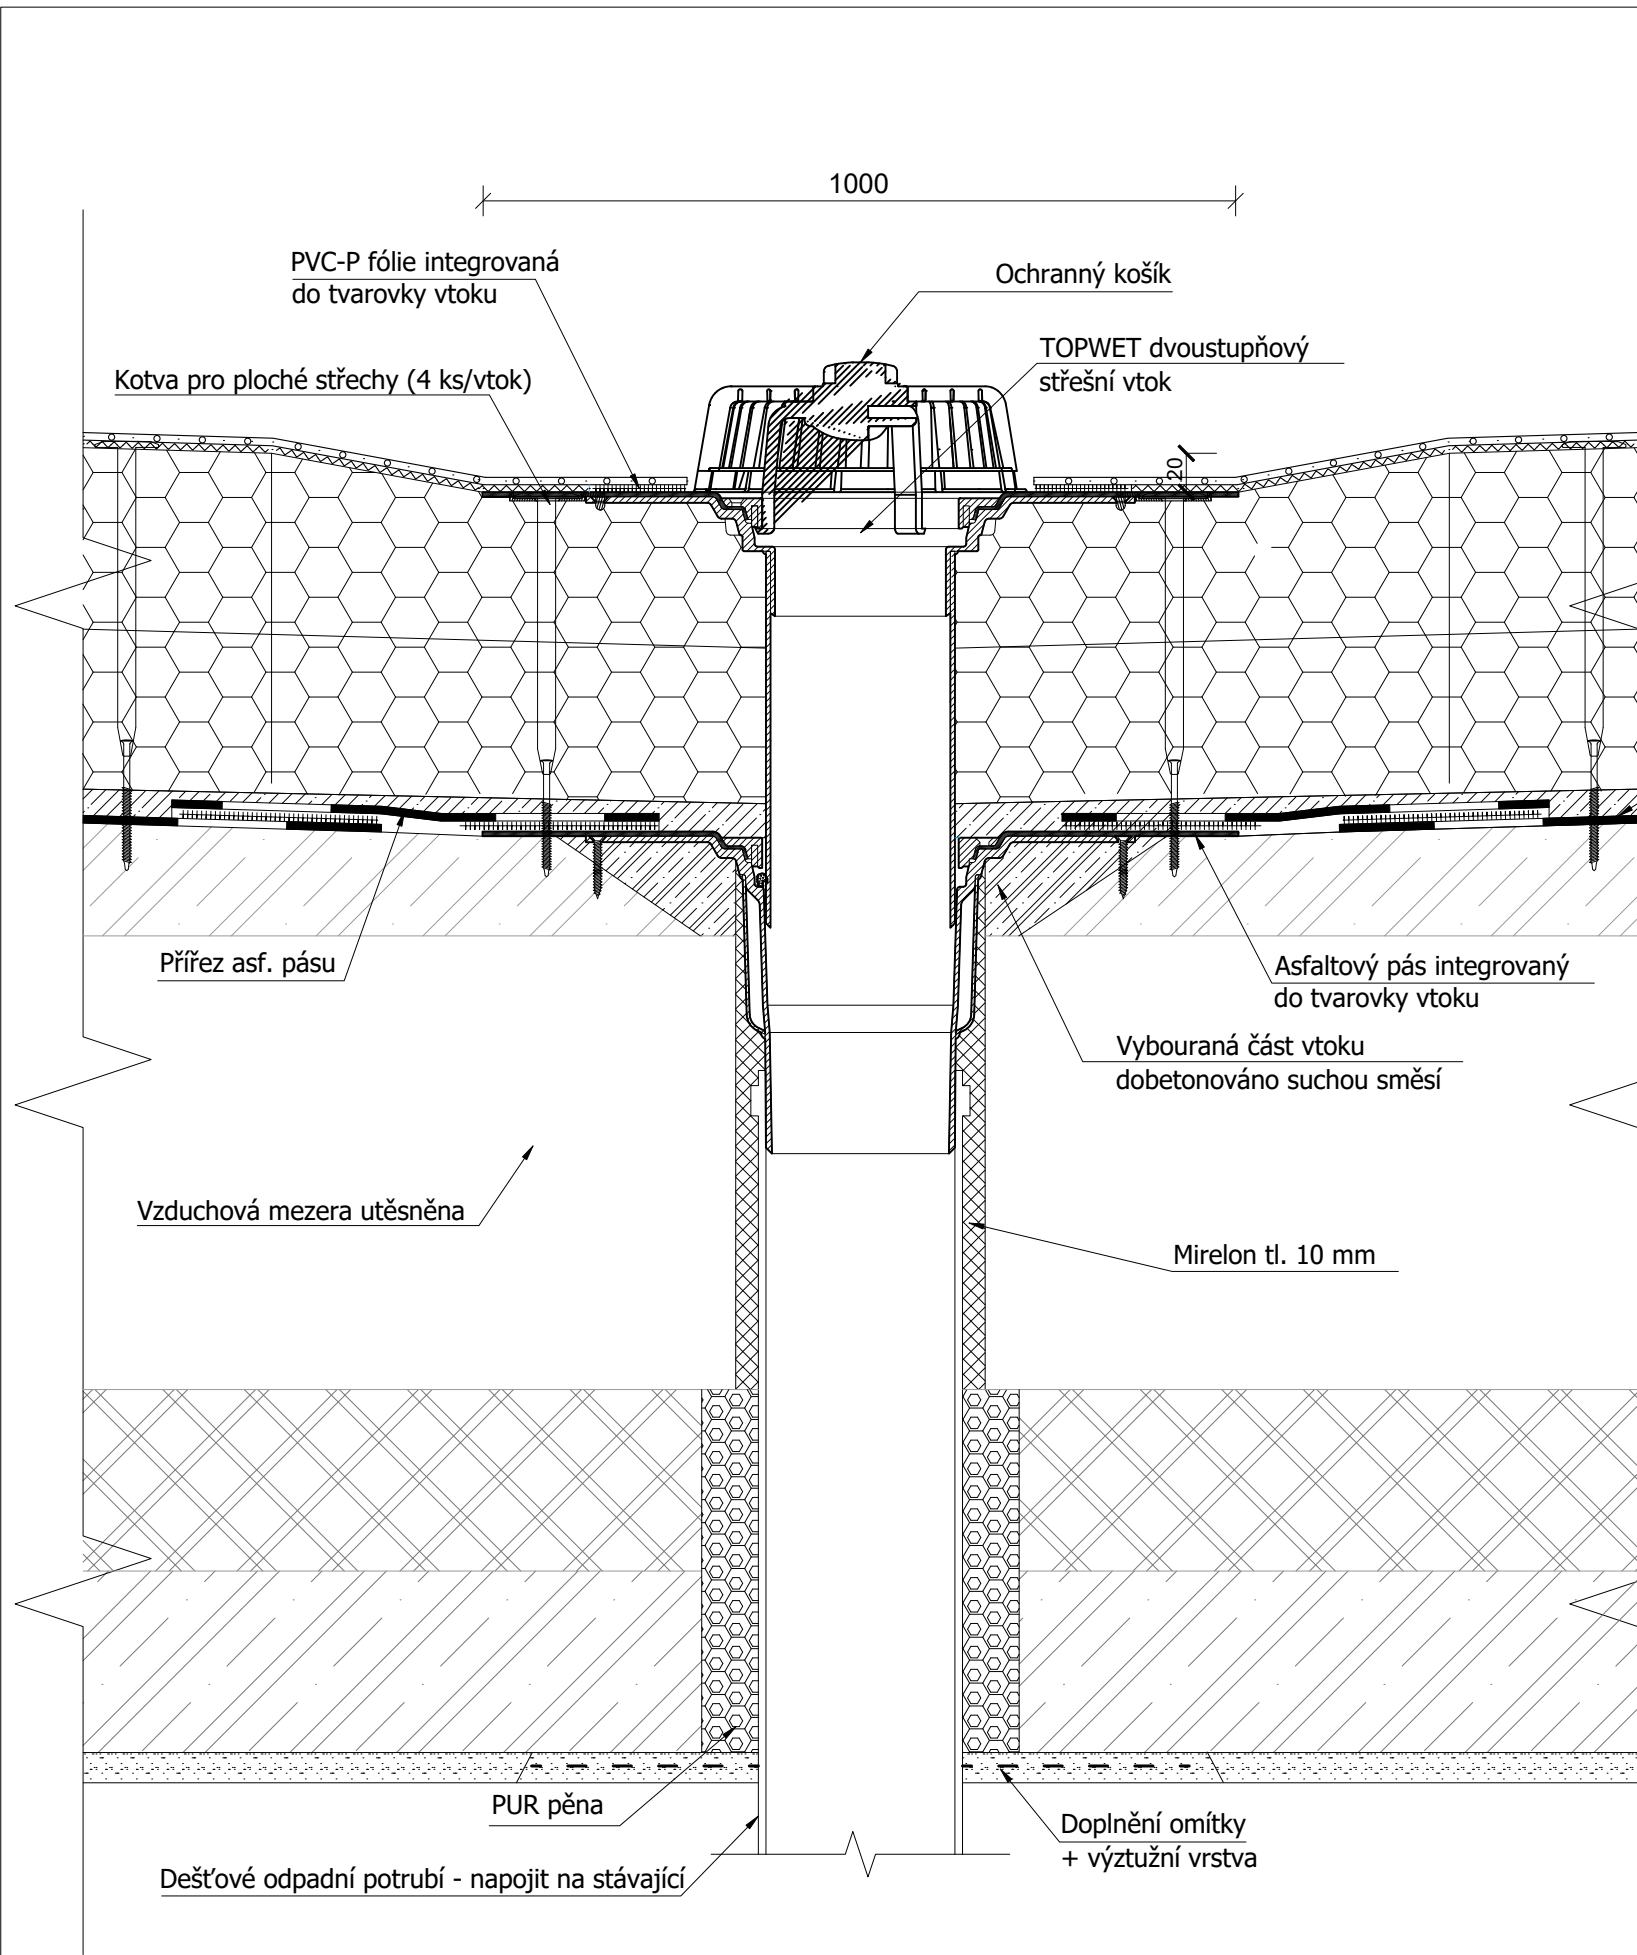 1000
PVC-P fólie integrovaná
do tvarovky vtoku
Ochranný košík
TOPWET dvoustupňový
střešní vtok
Kotva pro ploché střechy (4 ks/vtok)
20
Přířez asf. pásu
Asfaltový pás integrovaný
do tvarovky vtoku
Vybouraná část vtoku
dobetonováno suchou směsí
Vzduchová mezera utěsněna
Mirelon tl. 10 mm
PUR pěna
Doplnění omítky
+ výztužní vrstva
Dešťové odpadní potrubí - napojit na stávající